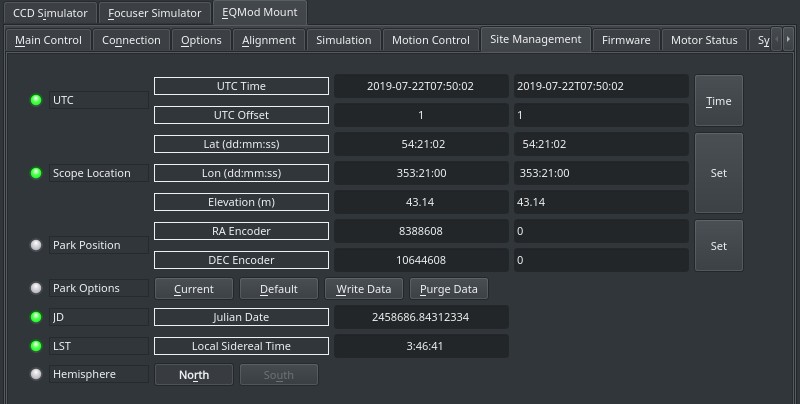 CCD Simulator Focuser Simulator EQMod Mount
Main Control Connection Options Alignment Simulation Motion Control Site Management Firmware Motor Status Sy
UTC Time 2019-07-22T07:50:02 2019-07-22T07:50:02
UTC Time
UTC Offset 1 1
Lat (dd:mm:ss) 54:21:02 54:21:02
Scope Location Lon (dd:mm:ss) 353:21:00 353:21:00 Set
Elevation (m) 43.14 43.14
RA Encoder 8388608 0
Park Position Set
DEC Encoder 10644608 0
Park Options Current Default Write Data Purge Data
JD Julian Date 2458686.84312334
LST Local Sidereal Time 3:46:41
Hemisphere North South